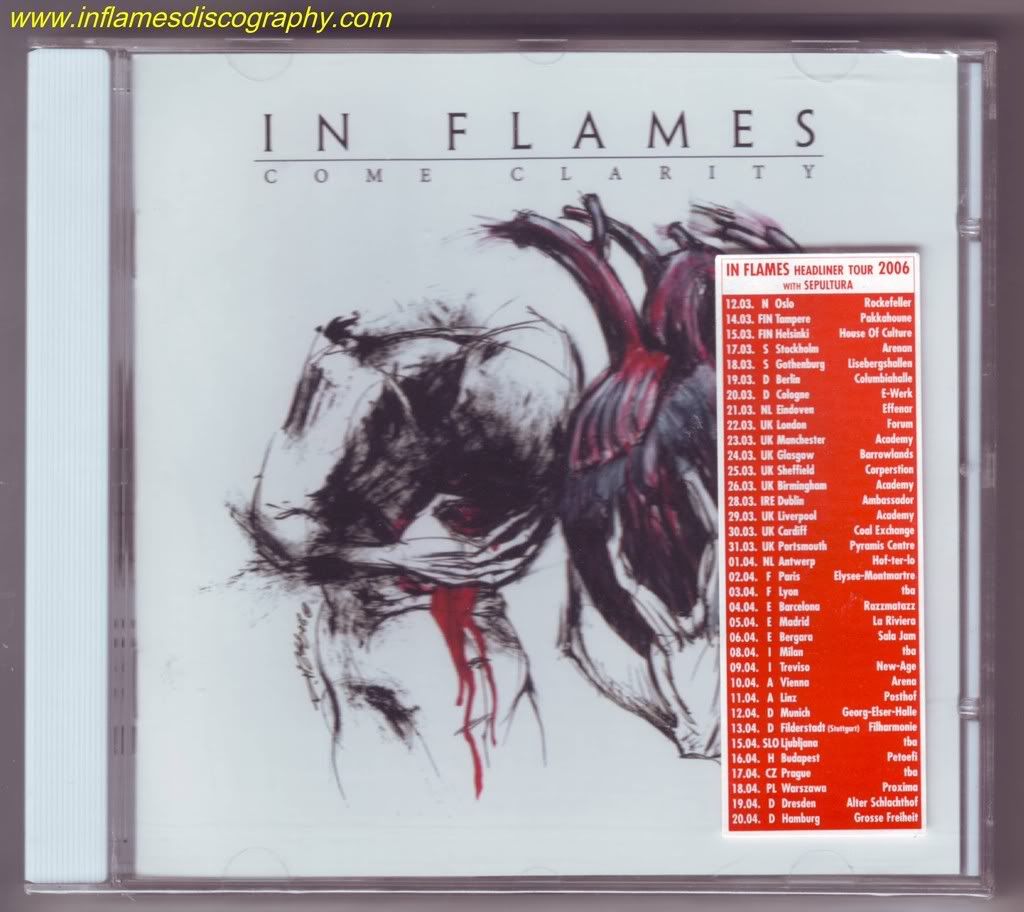 www.inflamesdiscography.com
IN FLAMES
COME CLARITY
IN FLAMES HEADLINER TOUR 2006
WITH SEPULTURA
12.03. N Oslo Rockefeller
14.03. FIN Tampere Pakkahoune
15.03. FIN Helsinki House Of Culture
17.03. S Stockholm Arenan
18.03. S Gothenburg Lisebergshallen
19.03. D Berlin Columbiahalle
20.03. D Cologne E-Werk
21.03. NL Eindoven Effenar
22.03. UK London Forum
23.03. UK Manchester Academy
24.03. UK Glasgow Barrowlands
25.03. UK Sheffield Corperstion
26.03. UK Birmingham Academy
28.03. IRE Dublin Ambassador
29.03. UK Liverpool Academy
30.03. UK Cardiff Coal Exchange
31.03. UK Portsmouth Pyramis Centre
01.04. NL Antwerp Hof-ter-lo
02.04. F Paris Elysee-Montmartre
03.04. F Lyon tba
04.04. E Barcelona Razzmatazz
05.04. E Madrid La Riviera
06.04. E Bergara Sala Jam
08.04. I Milan tba
09.04. I Treviso New-Age
10.04. A Vienna Arena
11.04. A Linz Posthof
12.04. D Munich Georg-Elser-Halle
13.04. D Filderstadt (Stuttgart) Filharmonie
15.04. SLO Ljubljana tba
16.04. H Budapest Petoefi
17.04. CZ Prague tba
18.04. PL Warszawa Proxima
19.04. D Dresden Alter Schlachthof
20.04. D Hamburg Grosse Freiheit